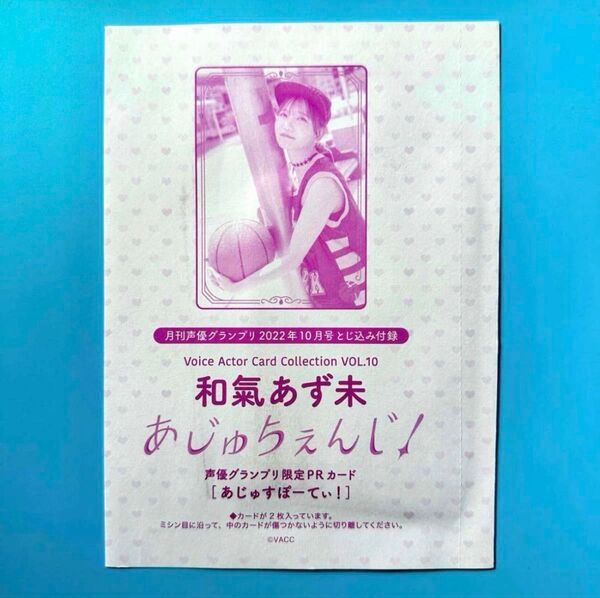 月刊声優グランプリ2022年10月号とじ込み付録
Voice Actor Card Collection VOL.10
和氣あず未
あじゅちぇんじ!
声優グランプリ限定PRカード
[あじゅすぽーてぃ!]
◆カードが2枚入っています。
ミシン目に沿って、中のカードが傷つかないように切り離してください。
©VACC